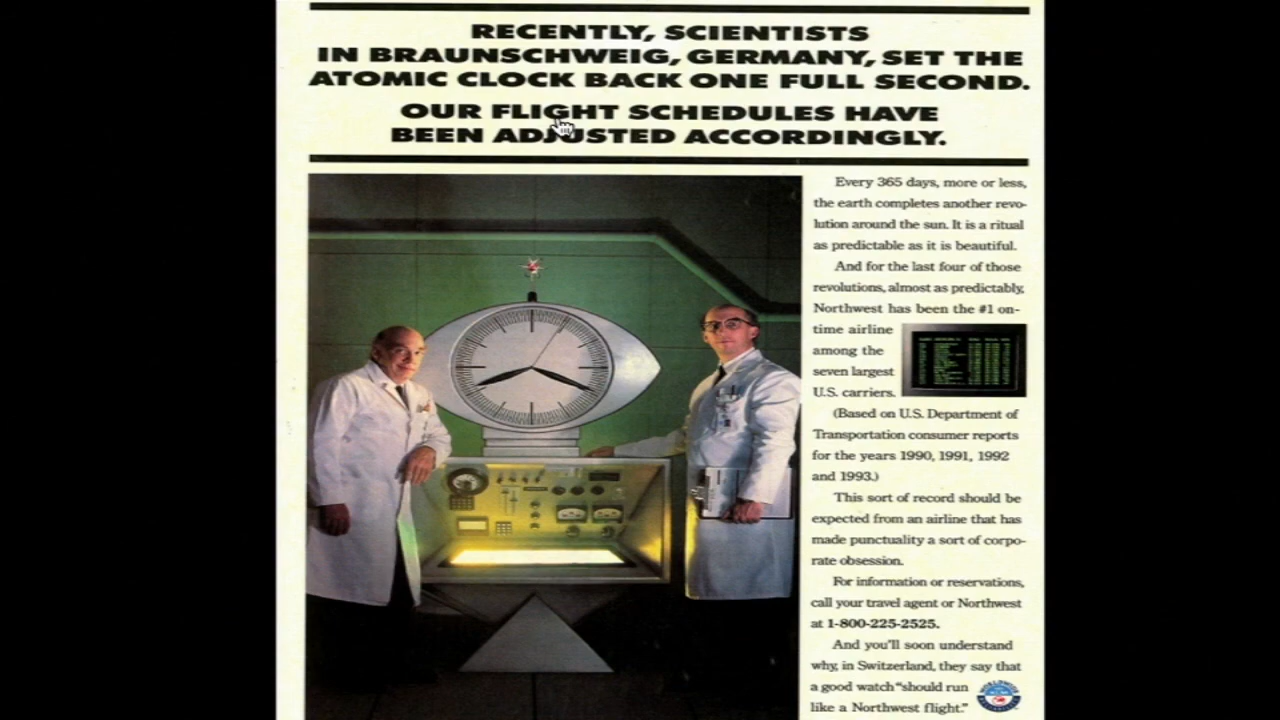 RECENTLY, SCIENTISTS
IN BRAUNSCHWEIG, GERMANY, SET THE
ATOMIC CLOCK BACK ONE FULL SECOND.
OUR FLIGHT SCHEDULES HAVE
BEEN ADJUSTED ACCORDINGLY.
Every 365 days, more or less,
the earth completes another revo-
lution around the sun. It is a ritual
as predictable as it is beautiful.
And for the last four of those
revolutions, almost as predictably,
Northwest has been the #1 on-
time airline
among the
seven largest
U.S. carriers.
(Based on U.S. Department of
Transportation consumer reports
for the years 1990, 1991, 1992
and 1993.)
This sort of record should be
expected from an airline that has
made punctuality a sort of corpo-
rate obsession.
For information or reservations,
call your travel agent or Northwest
at 1-800-225-2525.
And you'll soon understand
why, in Switzerland, they say that
a good watch "should run
like a Northwest flight."